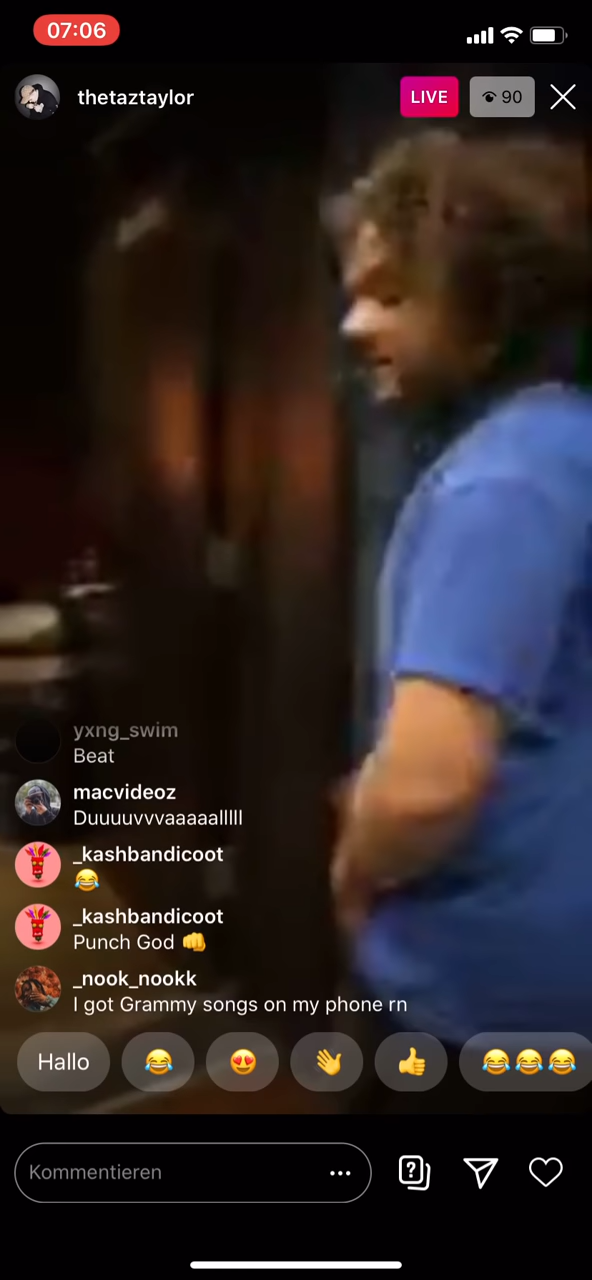 07:06
thetaztaylor
LIVE
90
yxng_swim
Beat
macvideoz
Duuuuvvvaaaaalllll
_kashbandicoot
😂
_kashbandicoot
Punch God 👊
_nook_nookk
I got Grammy songs on my phone rn
Hallo 😂 😍 👋 👍 😂😂😂
Kommentieren